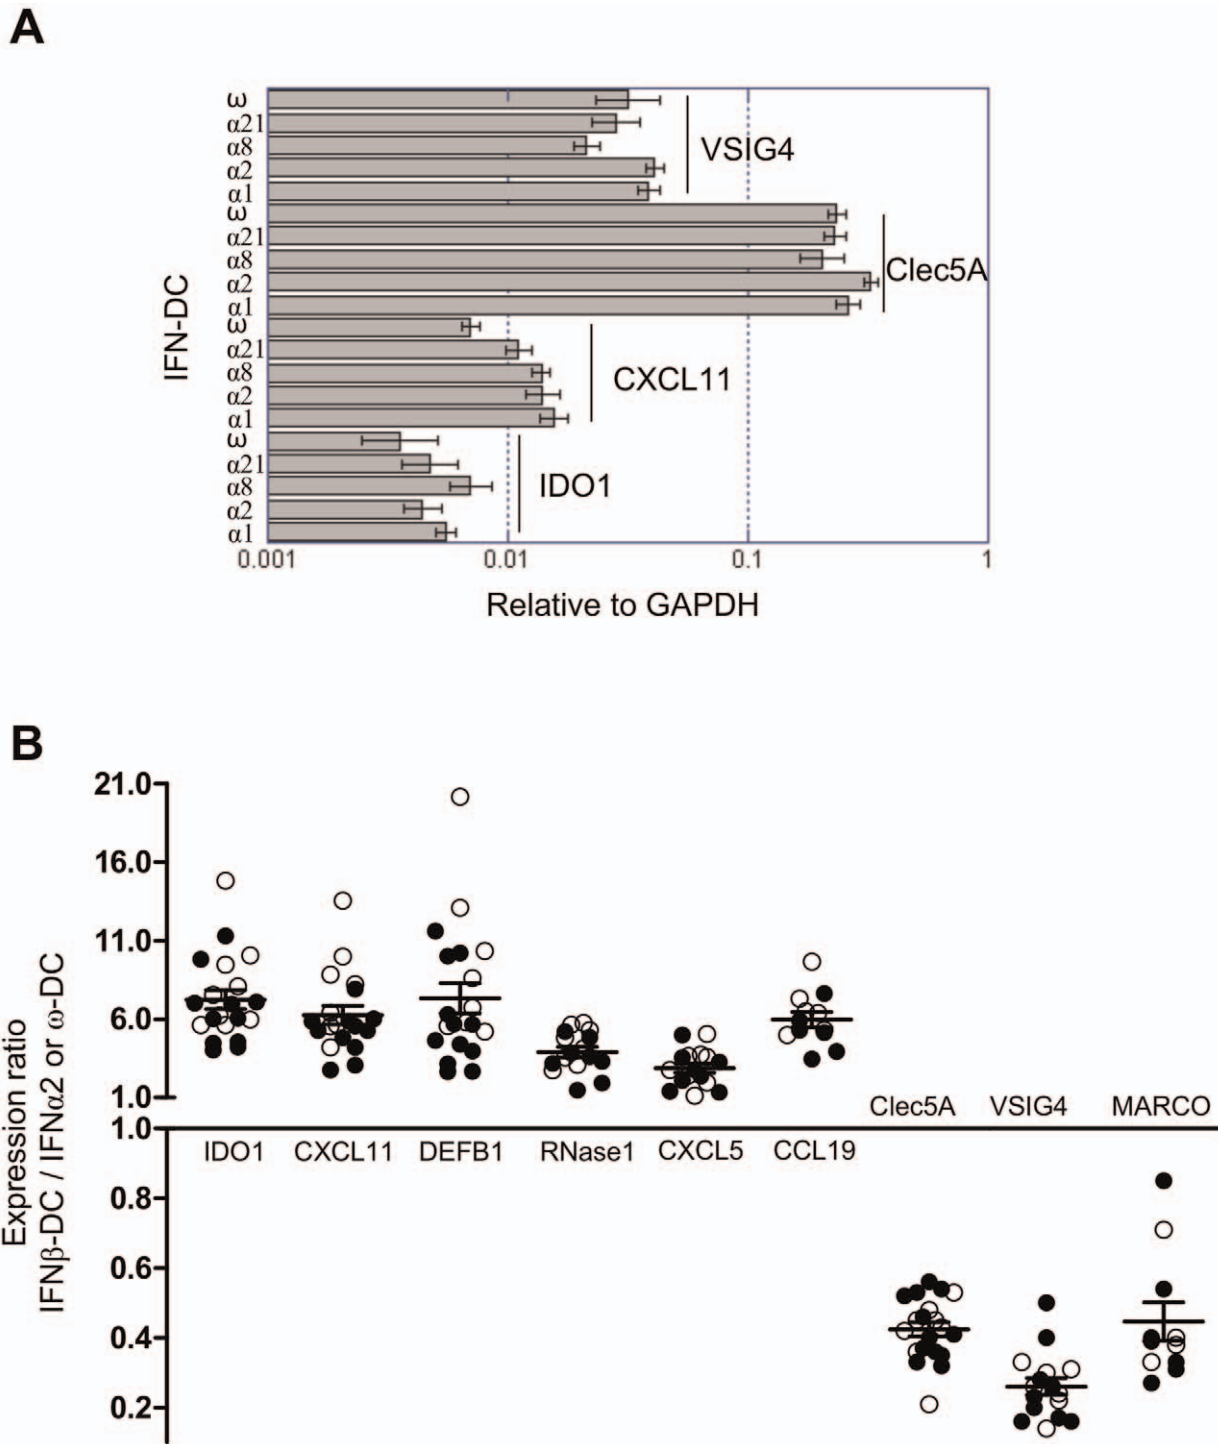 A
ω
α21
α8
VSIG4
α2
α1
ω
α21
α8
Clec5A
α2
α1
ω
α21
α8
CXCL11
α2
α1
ω
α21
α8
IDO1
α2
α1
IFN-DC
0.001 0.01 0.1 1
Relative to GAPDH
B
21.0
16.0
11.0
6.0
1.0
Clec5A VSIG4 MARCO
1.0
IDO1 CXCL11 DEFB1 RNase1 CXCL5 CCL19
0.8
0.6
0.4
0.2
Expression ratio
IFNβ-DC / IFNα2 or ω-DC